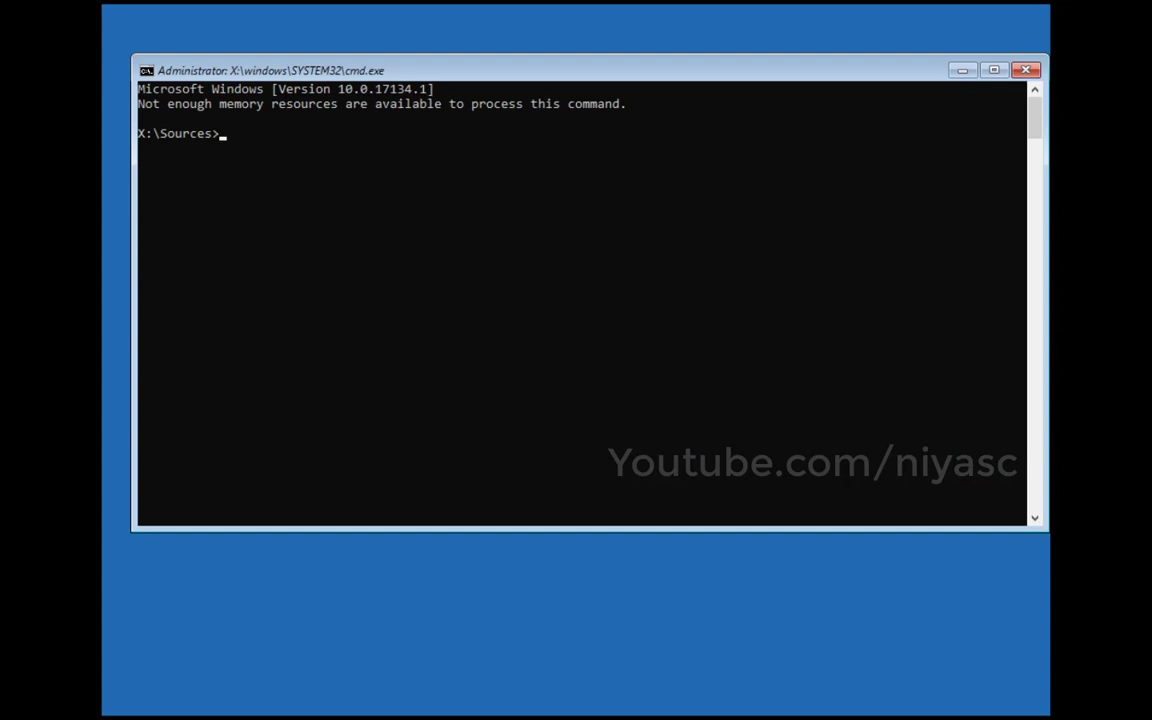 Administrator: X:\windows\SYSTEM32\cmd.exe
Microsoft Windows [Version 10.0.17134.1]
Not enough memory resources are available to process this command.
X:\Sources>
Youtube.com/niyasc